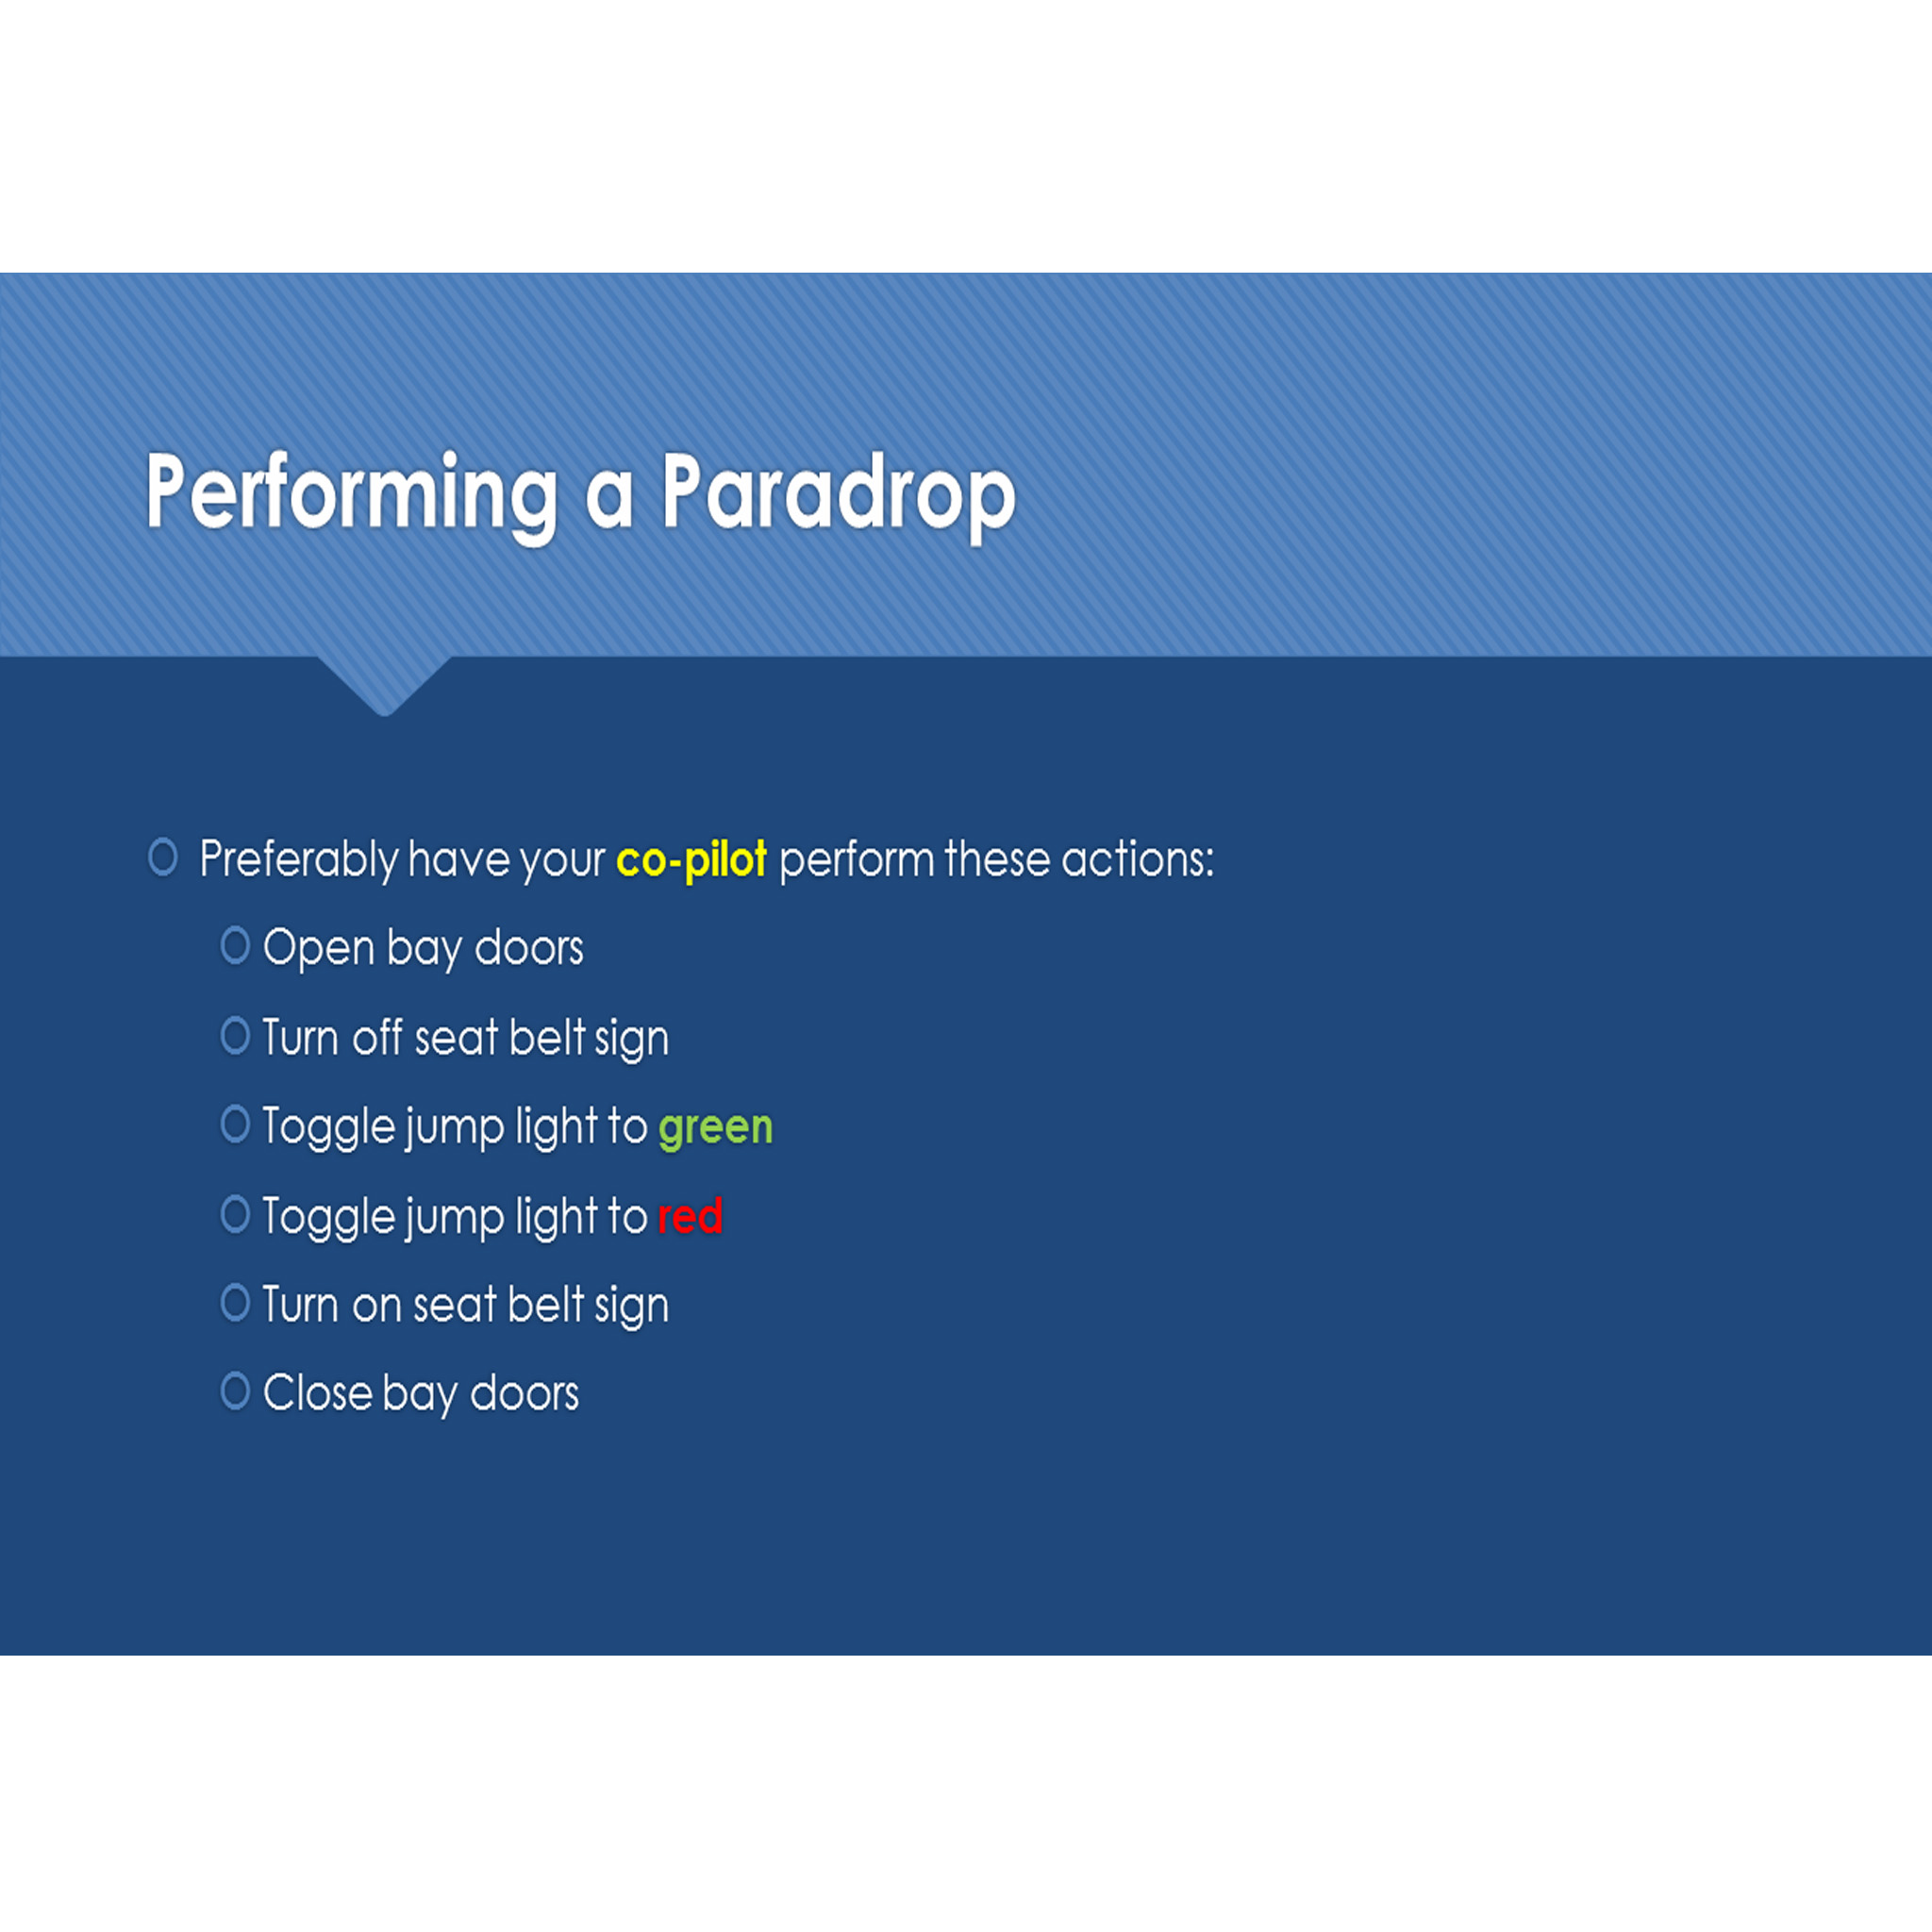 Performing a Paradrop
Preferably have your co-pilot perform these actions:
Open bay doors
Turn off seat belt sign
Toggle jump light to green
Toggle jump light to red
Turn on seat belt sign
Close bay doors